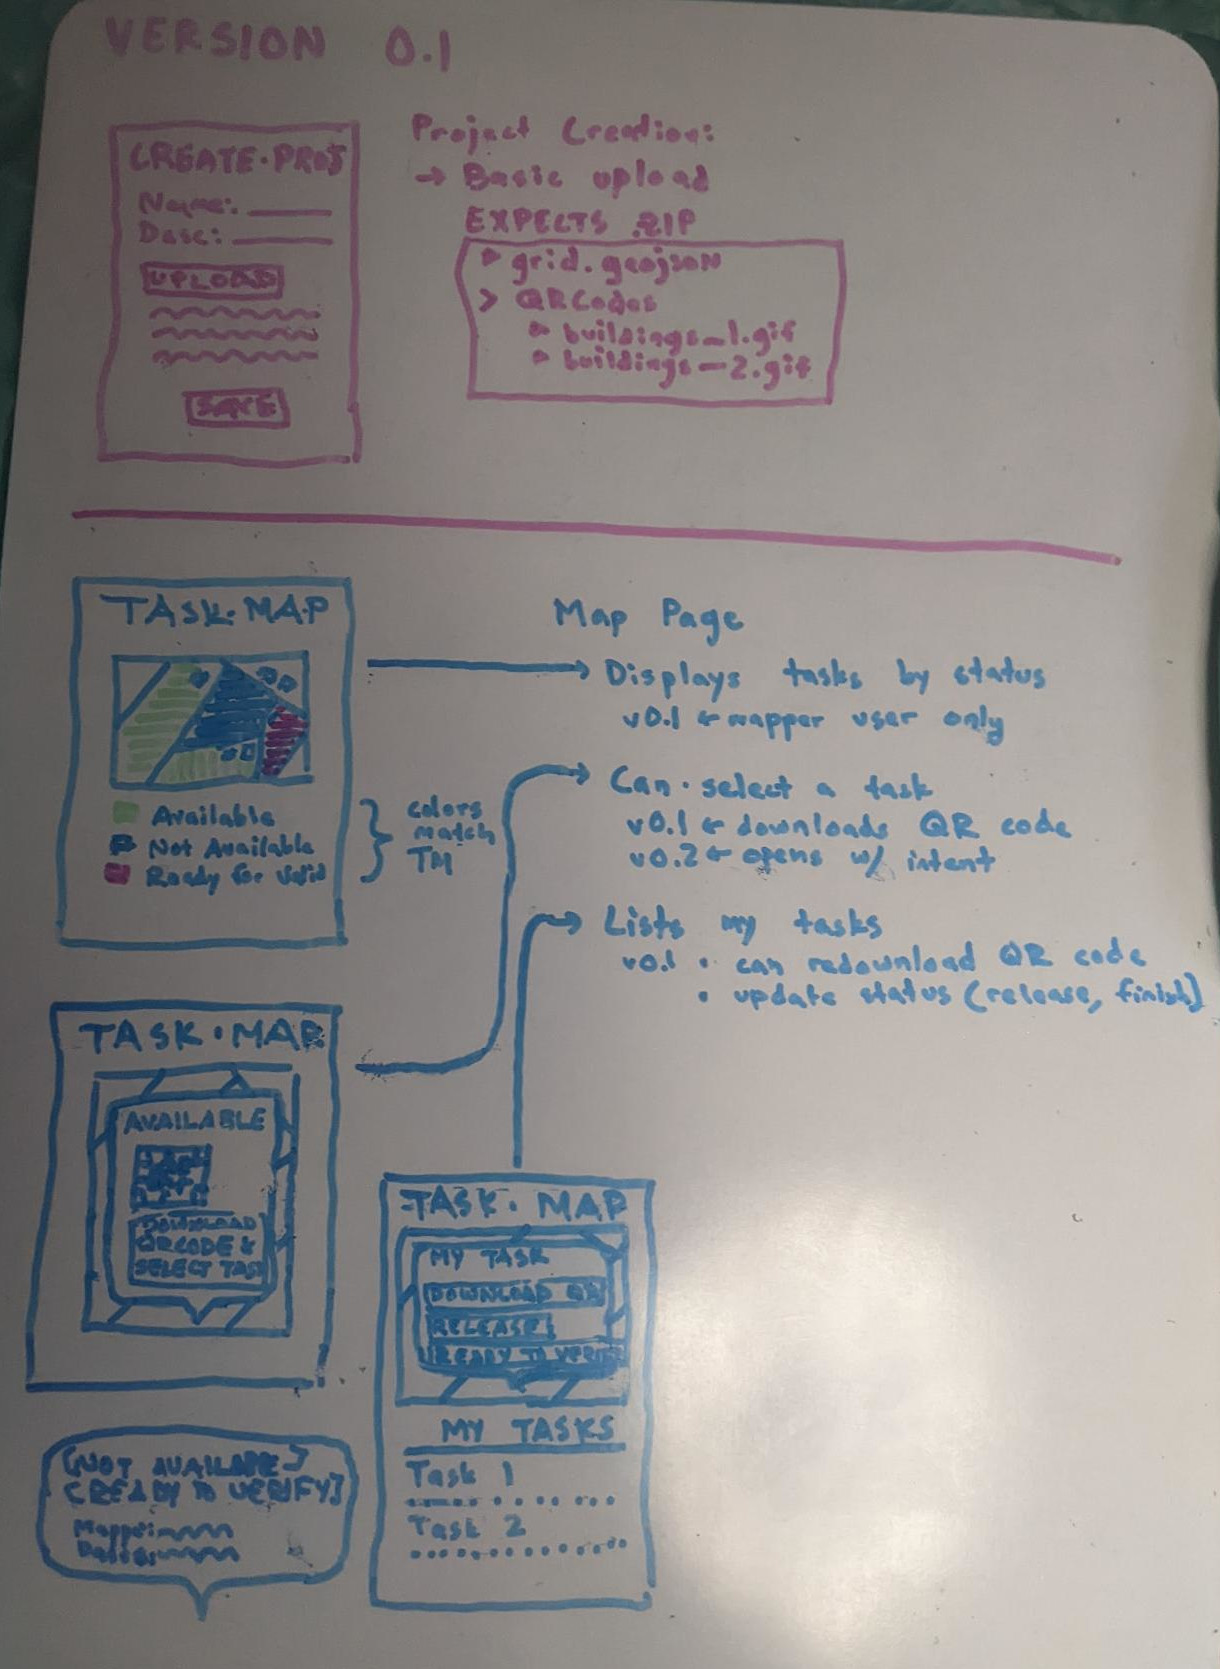 VERSION 0.1
CREATE·PROJ
Name:
Desc:
UPLOAD
SAVE
Project Creation:
→ Basic upload
EXPECTS .ZIP
▸ grid.geojson
> QRCodes
▸ buildings_1.gif
▸ buildings_2.gif
TASK·MAP
Available
Not Available
Ready for Valid
colors
match
TM
Map Page
→ Displays tasks by status
v0.1 ← mapper user only
→ Can·select a task
v0.1 ← downloads QR code
v0.2 ← opens w/ intent
→ Lists my tasks
v0.1 • can redownload QR code
• update status (release, finish)
TASK·MAP
AVAILABLE
DOWNLOAD
QRCODE &
SELECT TASK
TASK·MAP
MY TASK
DOWNLOAD QR
RELEASE
READY TO VERIFY
MY TASKS
Task 1
Task 2
[NOT AVAILABLE]
[READY TO VERIFY]
Mapper: